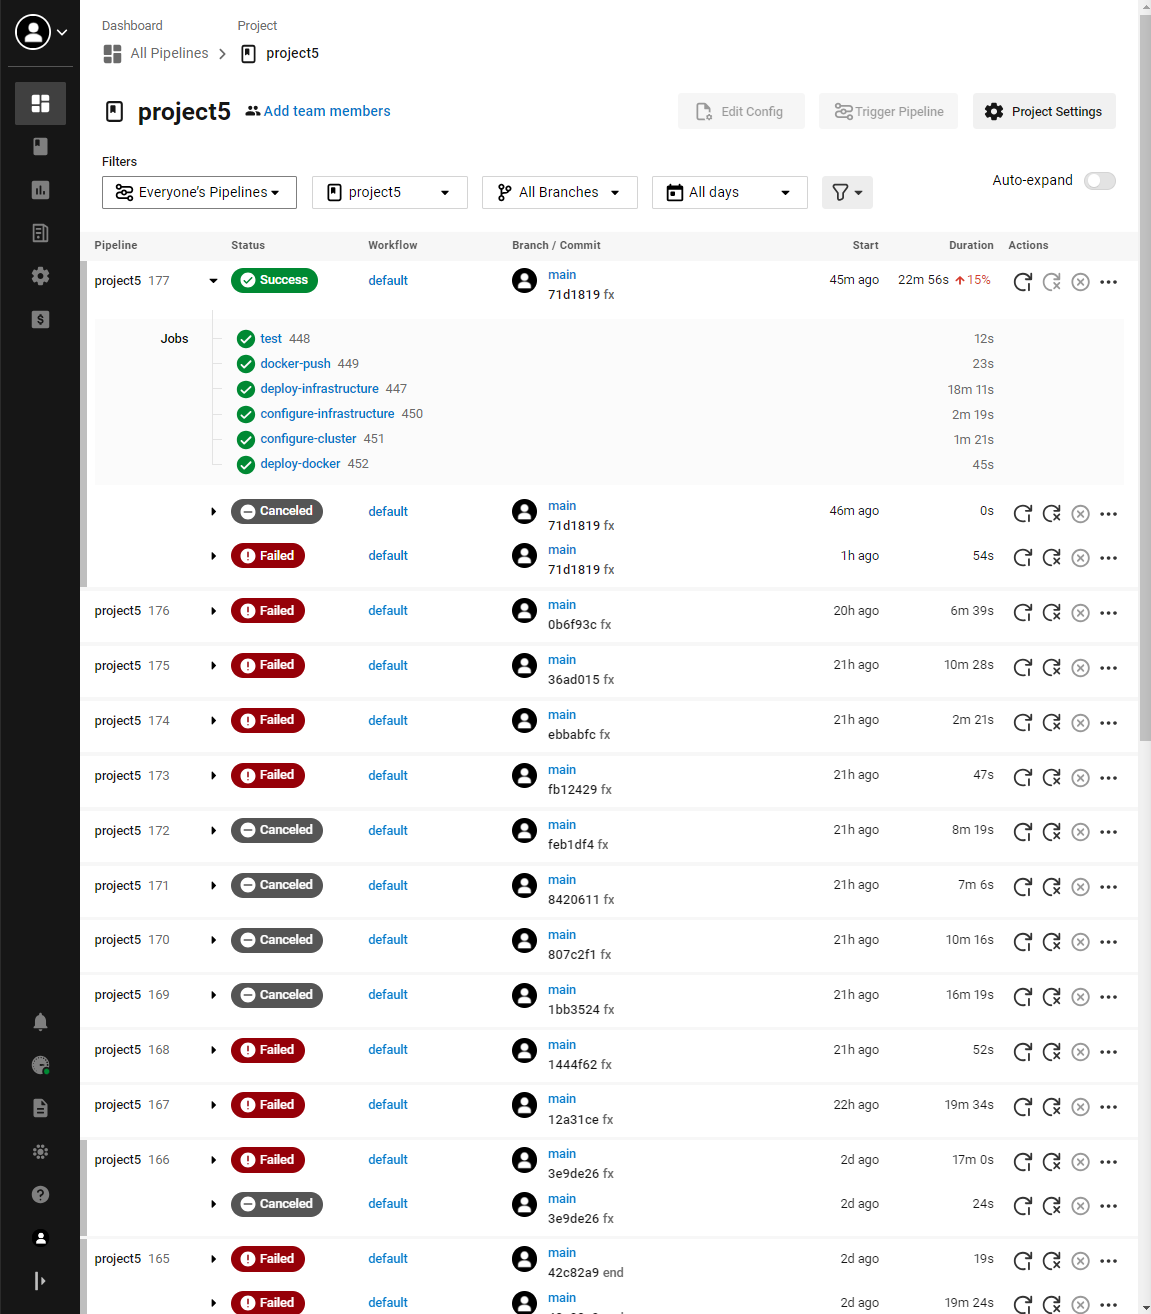 Dashboard Project
All Pipelines project5
project5 Add team members Edit Config Trigger Pipeline Project Settings
Filters
Everyone's Pipelines project5 All Branches All days Auto-expand
Pipeline Status Workflow Branch / Commit Start Duration Actions
project5 177 Success default main 71d1819 fx 45m ago 22m 56s 15%
Jobs test 448 12s
docker-push 449 23s
deploy-infrastructure 447 18m 11s
configure-infrastructure 450 2m 19s
configure-cluster 451 1m 21s
deploy-docker 452 45s
Canceled default main 71d1819 fx 46m ago 0s
Failed default main 71d1819 fx 1h ago 54s
project5 176 Failed default main 0b6f93c fx 20h ago 6m 39s
project5 175 Failed default main 36ad015 fx 21h ago 10m 28s
project5 174 Failed default main ebbabfc fx 21h ago 2m 21s
project5 173 Failed default main fb12429 fx 21h ago 47s
project5 172 Canceled default main feb1df4 fx 21h ago 8m 19s
project5 171 Canceled default main 8420611 fx 21h ago 7m 6s
project5 170 Canceled default main 807c2f1 fx 21h ago 10m 16s
project5 169 Canceled default main 1bb3524 fx 21h ago 16m 19s
project5 168 Failed default main 1444f62 fx 21h ago 52s
project5 167 Failed default main 12a31ce fx 22h ago 19m 34s
project5 166 Failed default main 3e9de26 fx 2d ago 17m 0s
Canceled default main 3e9de26 fx 2d ago 24s
project5 165 Failed default main 42c82a9 end 2d ago 19s
Failed default main 2d ago 19m 24s